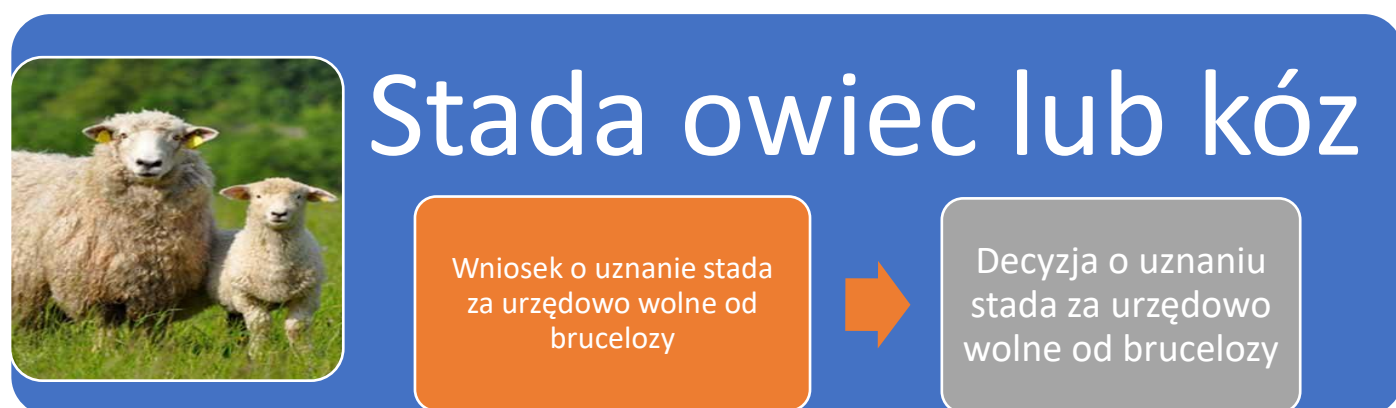 Stada owiec lub kóz
Wniosek o uznanie stada
za urzędowo wolne od
brucelozy
Decyzja o uznaniu
stada za urzędowo
wolne od brucelozy